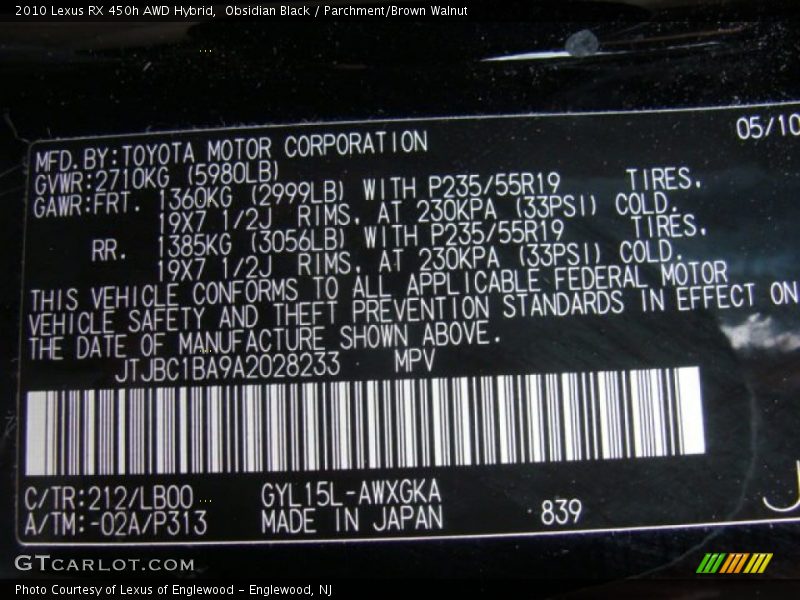 2010 Lexus RX 450h AWD Hybrid,  Obsidian Black / Parchment/Brown Walnut
05/10
MFD.BY:TOYOTA MOTOR CORPORATION
GVWR:2710KG (5980LB)
GAWR:FRT. 1360KG (2999LB) WITH P235/55R19 TIRES.
19X7 1/2J RIMS, AT 230KPA (33PSI) COLD.
RR. 1385KG (3056LB) WITH P235/55R19 TIRES.
19X7 1/2J RIMS, AT 230KPA (33PSI) COLD.
THIS VEHICLE CONFORMS TO ALL APPLICABLE FEDERAL MOTOR
VEHICLE SAFETY AND THEFT PREVENTION STANDARDS IN EFFECT ON
THE DATE OF MANUFACTURE SHOWN ABOVE.
JTJBC1BA9A2028233 MPV
C/TR:212/LB00 GYL15L-AWXGKA
A/TM:-02A/P313 MADE IN JAPAN 839
J
GTCARLOT.COM
Photo Courtesy of Lexus of Englewood - Englewood, NJ